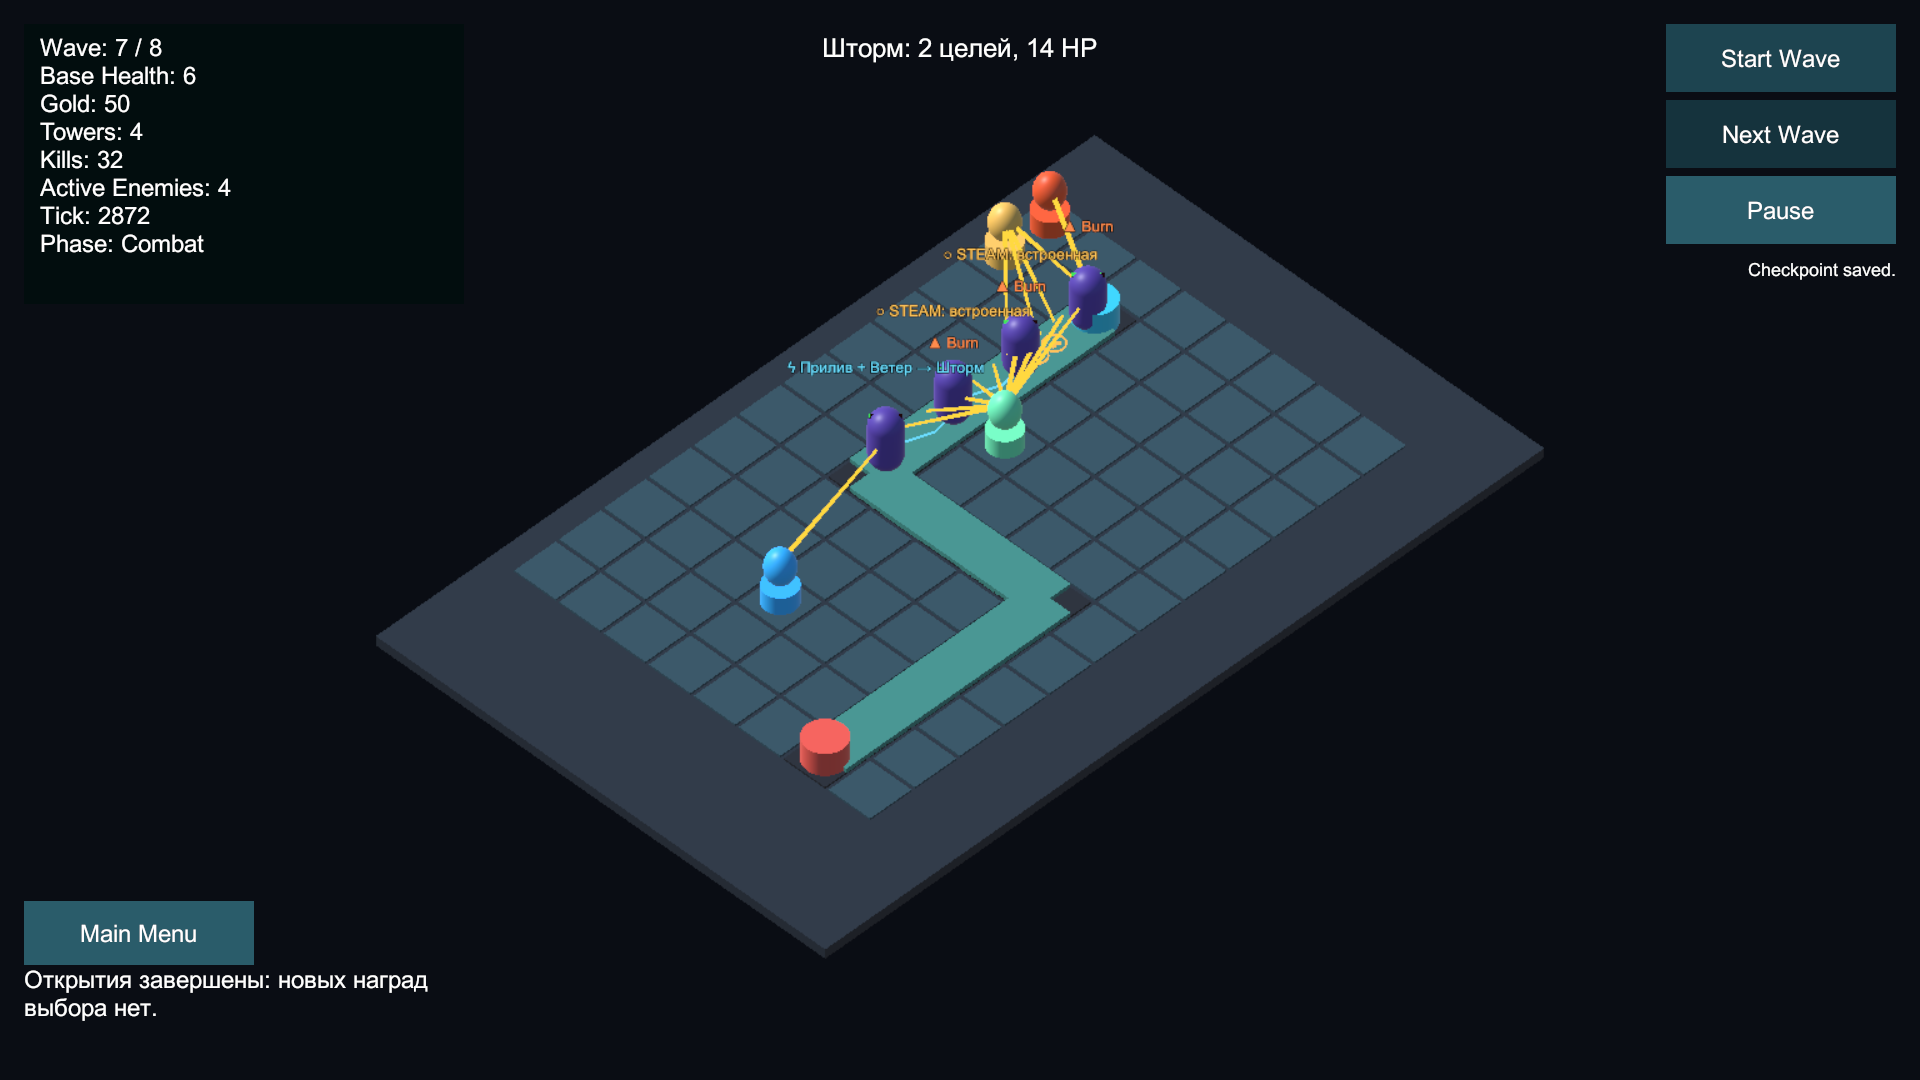 Wave: 7 / 8
Base Health: 6
Gold: 50
Towers: 4
Kills: 32
Active Enemies: 4
Tick: 2872
Phase: Combat
Шторм: 2 целей, 14 HP
Start Wave
Next Wave
Pause
Checkpoint saved.
▲ Burn
○ STEAM: встроенная
▲ Burn
○ STEAM: встроенная
▲ Burn
ϟ Прилив + Ветер → Шторм
Main Menu
Открытия завершены: новых наград
выбора нет.